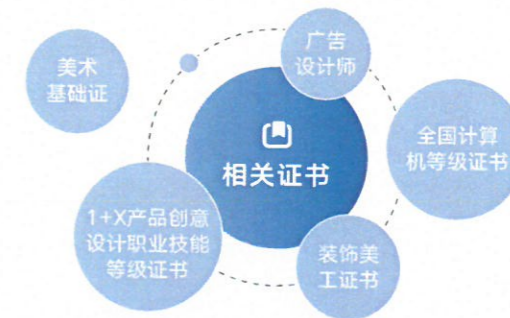 广告
设计师
美术
基础证
全国计算
机等级证书
相关证书
1+X产品创意
设计职业技能
等级证书
装饰美
工证书